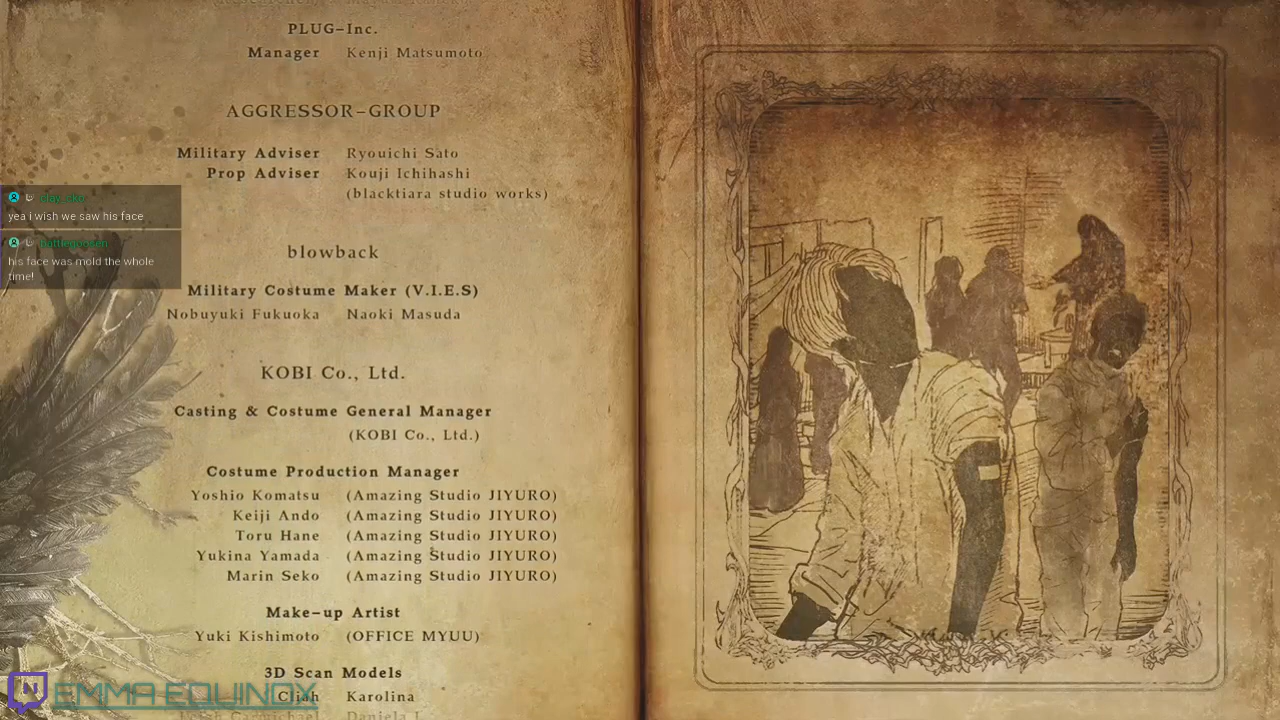 PLUG-Inc.
Manager Kenji Matsumoto
AGGRESSOR-GROUP
Military Adviser Ryouichi Sato
Prop Adviser Kouji Ichihashi
(blacktiara studio works)
blowback
Military Costume Maker (V.I.E.S)
Nobuyuki Fukuoka Naoki Masuda
KOBI Co., Ltd.
Casting & Costume General Manager
(KOBI Co., Ltd.)
Costume Production Manager
Yoshio Komatsu (Amazing Studio JIYURO)
Keiji Ando (Amazing Studio JIYURO)
Toru Hane (Amazing Studio JIYURO)
Yukina Yamada (Amazing Studio JIYURO)
Marin Seko (Amazing Studio JIYURO)
Make-up Artist
Yuki Kishimoto (OFFICE MYUU)
3D Scan Models
Karolina
yea i wish we saw his face
battlegoosen
his face was mold the whole
time!
EMMA EQUINOX